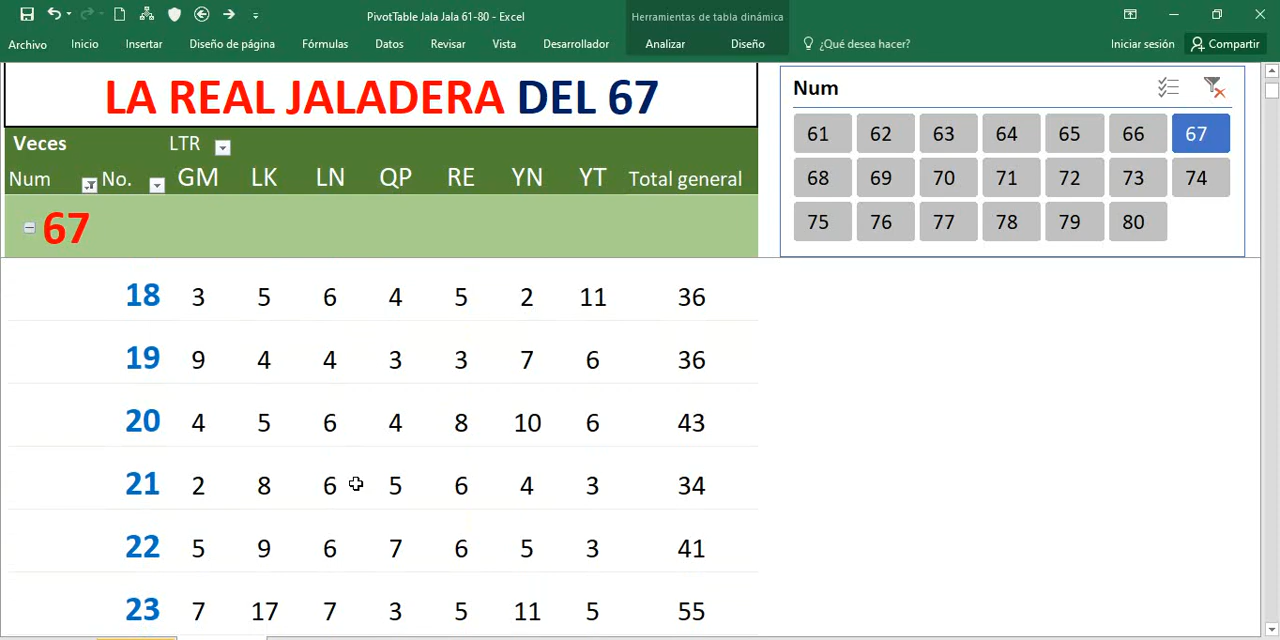 PivotTable Jala Jala 61-80 - Excel
Herramientas de tabla dinámica
Archivo Inicio Insertar Diseño de página Fórmulas Datos Revisar Vista Desarrollador Analizar Diseño ¿Qué desea hacer? Iniciar sesión Compartir
LA REAL JALADERA DEL 67
Veces LTR
Num No. GM LK LN QP RE YN YT Total general
67
18 3 5 6 4 5 2 11 36
19 9 4 4 3 3 7 6 36
20 4 5 6 4 8 10 6 43
21 2 8 6 5 6 4 3 34
22 5 9 6 7 6 5 3 41
23 7 17 7 3 5 11 5 55
Num
61 62 63 64 65 66 67
68 69 70 71 72 73 74
75 76 77 78 79 80